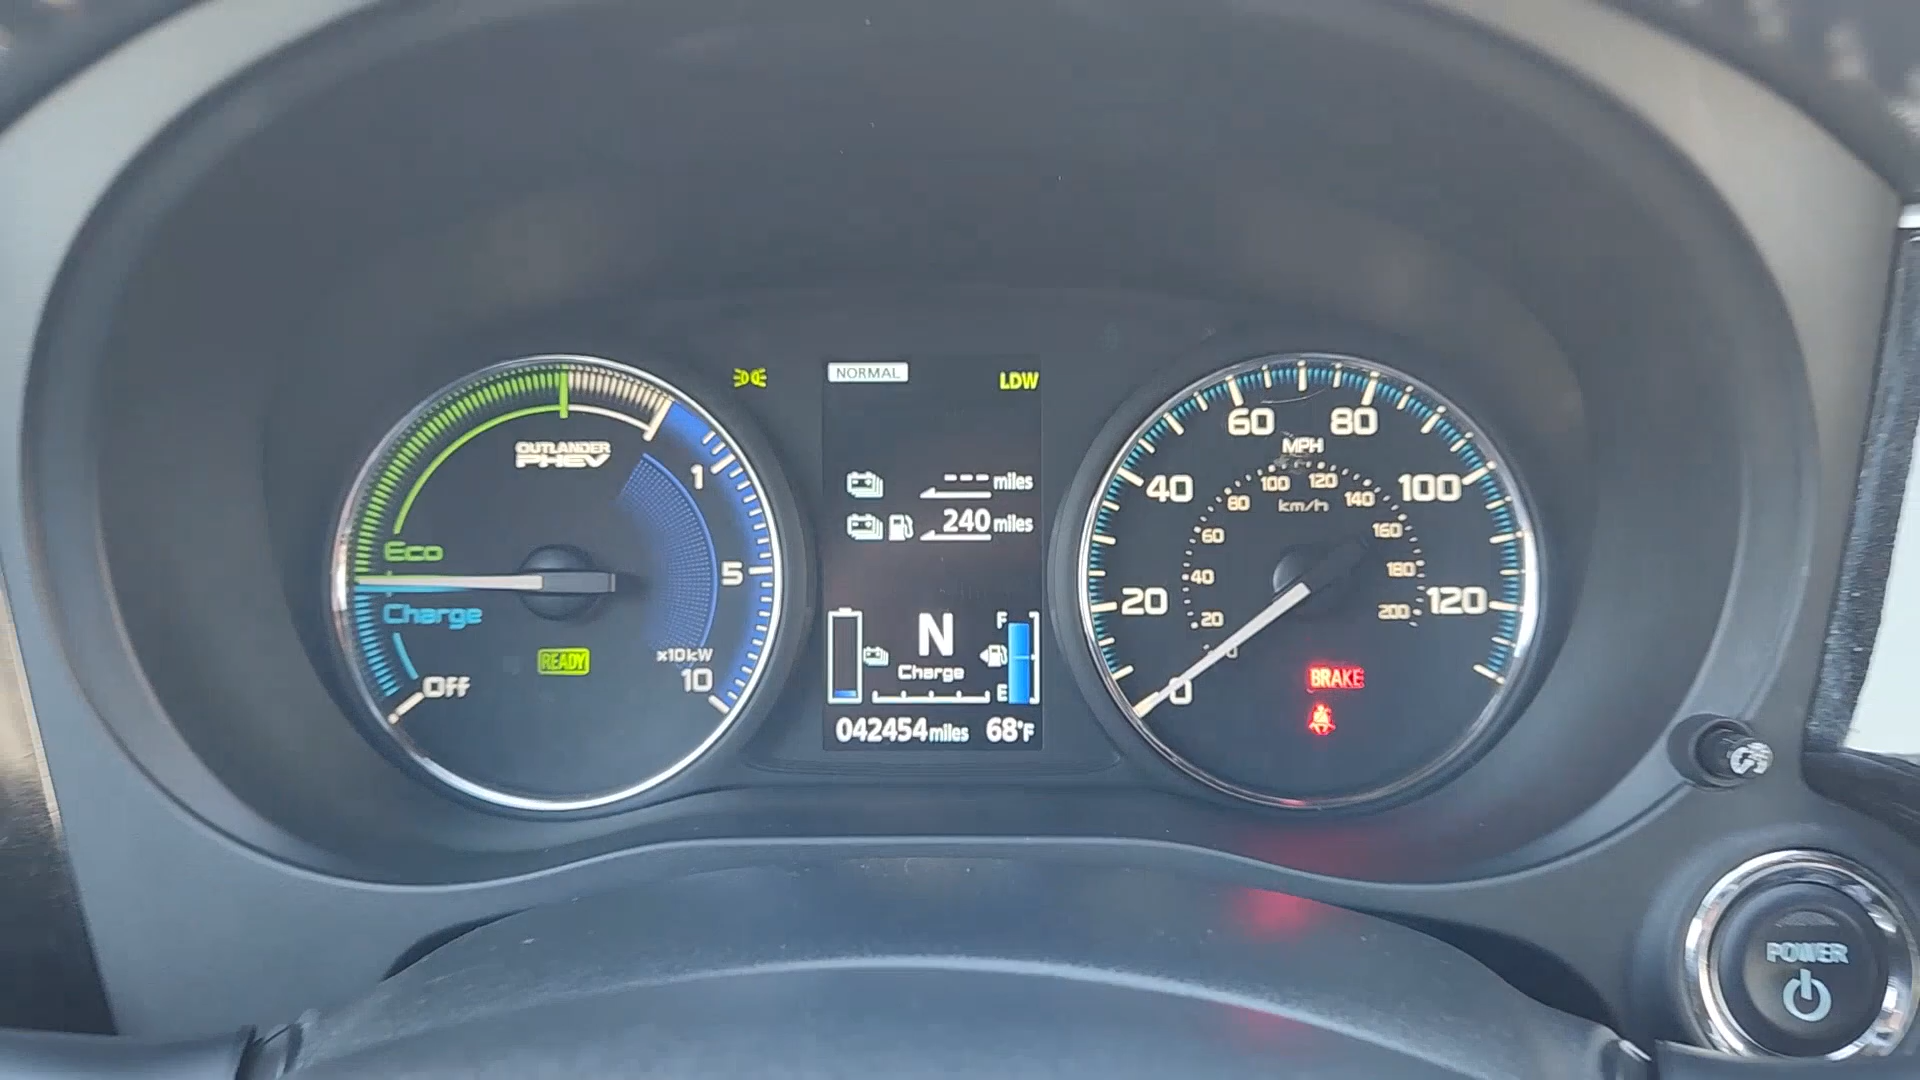 NORMAL
LDW
OUTLANDER
PHEV
1
5
10
x10kW
Eco
Charge
Off
READY
--- miles
240 miles
N
Charge
F
E
042454 miles
68°F
0
20
40
60
80
100
120
MPH
km/h
20
40
60
80
100
120
140
160
180
200
BRAKE
POWER